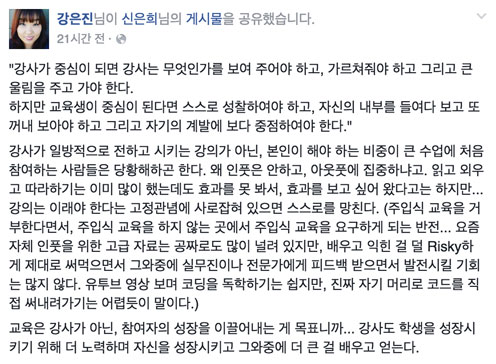 강은진님이 신은희님의 게시물을 공유했습니다.
21시간 전 ·
"강사가 중심이 되면 강사는 무엇인가를 보여 주어야 하고, 가르쳐줘야 하고 그리고 큰
울림을 주고 가야 한다.
하지만 교육생이 중심이 된다면 스스로 성찰하여야 하고, 자신의 내부를 들여다 보고 또
꺼내 보아야 하고 그리고 자기의 계발에 보다 중점하여야 한다."
강사가 일방적으로 전하고 시키는 강의가 아닌, 본인이 해야 하는 비중이 큰 수업에 처음
참여하는 사람들은 당황해하곤 한다. 왜 인풋은 안하고, 아웃풋에 집중하냐고. 읽고 외우
고 따라하기는 이미 많이 했는데도 효과를 못 봐서, 효과를 보고 싶어 왔다고는 하지만...
강의는 이래야 한다는 고정관념에 사로잡혀 있으면 스스로를 망친다. (주입식 교육을 거
부한다면서, 주입식 교육을 하지 않는 곳에서 주입식 교육을 요구하게 되는 반전... 요즘
자체 인풋을 위한 고급 자료는 공짜로도 많이 널려 있지만, 배우고 익힌 걸 덜 Risky하
게 제대로 써먹으면서 그와중에 실무진이나 전문가에게 피드백 받으면서 발전시킬 기회
는 많지 않다. 유투브 영상 보며 코딩을 독학하기는 쉽지만, 진짜 자기 머리로 코드를 직
접 써내려가기는 어렵듯이 말이다.)
교육은 강사가 아닌, 참여자의 성장을 이끌어내는 게 목표니까... 강사도 학생을 성장시
키기 위해 더 노력하며 자신을 성장시키고 그와중에 더 큰 걸 배우고 얻는다.